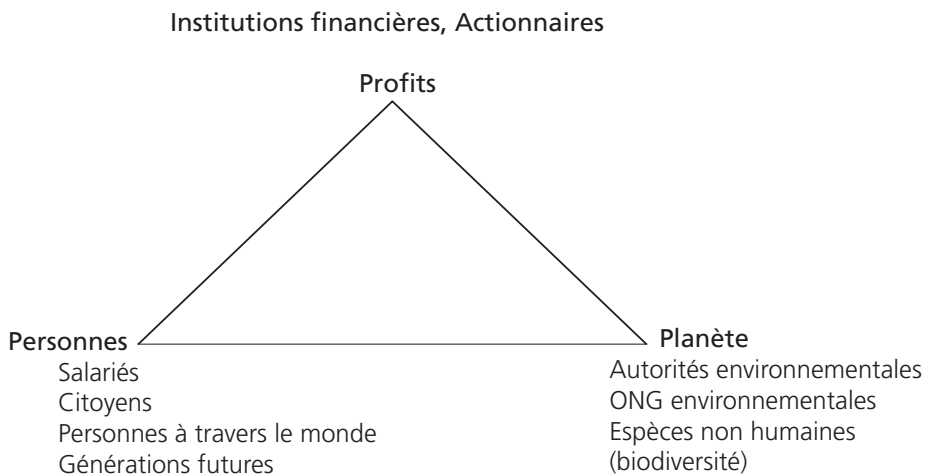 Institutions financières, Actionnaires
Profits
Personnes
Salariés
Citoyens
Personnes à travers le monde
Générations futures
Planète
Autorités environnementales
ONG environnementales
Espèces non humaines
(biodiversité)